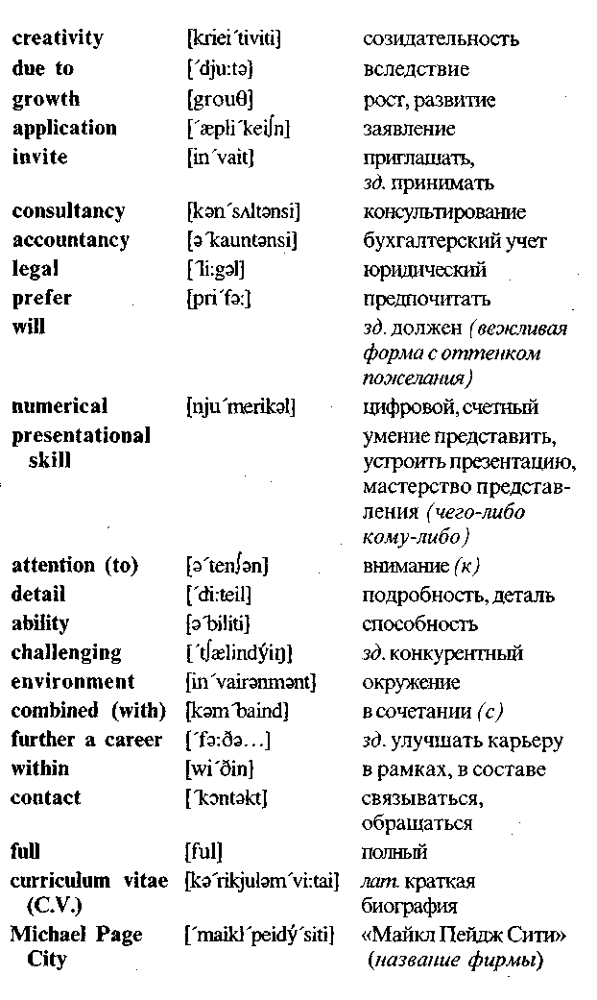 creativity [kriei´tiviti] созидательность
due to [´dju:tə] вследствие
growth [grouθ] рост, развитие
application [´æpli´keiʃn] заявление
invite [in´vait] приглашать,
зд. принимать
consultancy [kən´sʌltənsi] консультирование
accountancy [ə´kauntənsi] бухгалтерский учет
legal [´li:gəl] юридический
prefer [pri´fə:] предпочитать
will зд. должен (вежливая
форма с оттенком
пожелания)
numerical [nju´merikəl] цифровой, счетный
presentational умение представить,
skill устроить презентацию,
мастерство представ-
ления (чего-либо
кому-либо)
attention (to) [ə´tenʃən] внимание (к)
detail [´di:teil] подробность, деталь
ability [ə´biliti] способность
challenging [´tʃælindýiŋ] зд. конкурентный
environment [in´vairənmənt] окружение
combined (with) [kəm´baind] в сочетании (с)
further a career [´fə:ðə...] зд. улучшать карьеру
within [wi´ðin] в рамках, в составе
contact [´kɔntəkt] связываться,
обращаться
full [ful] полный
curriculum vitae [kə´rikjuləm´vi:tai] лат. краткая
(C.V.) биография
Michael Page [´maikl´peidý´siti] «Майкл Пейдж Сити»
City (название фирмы)